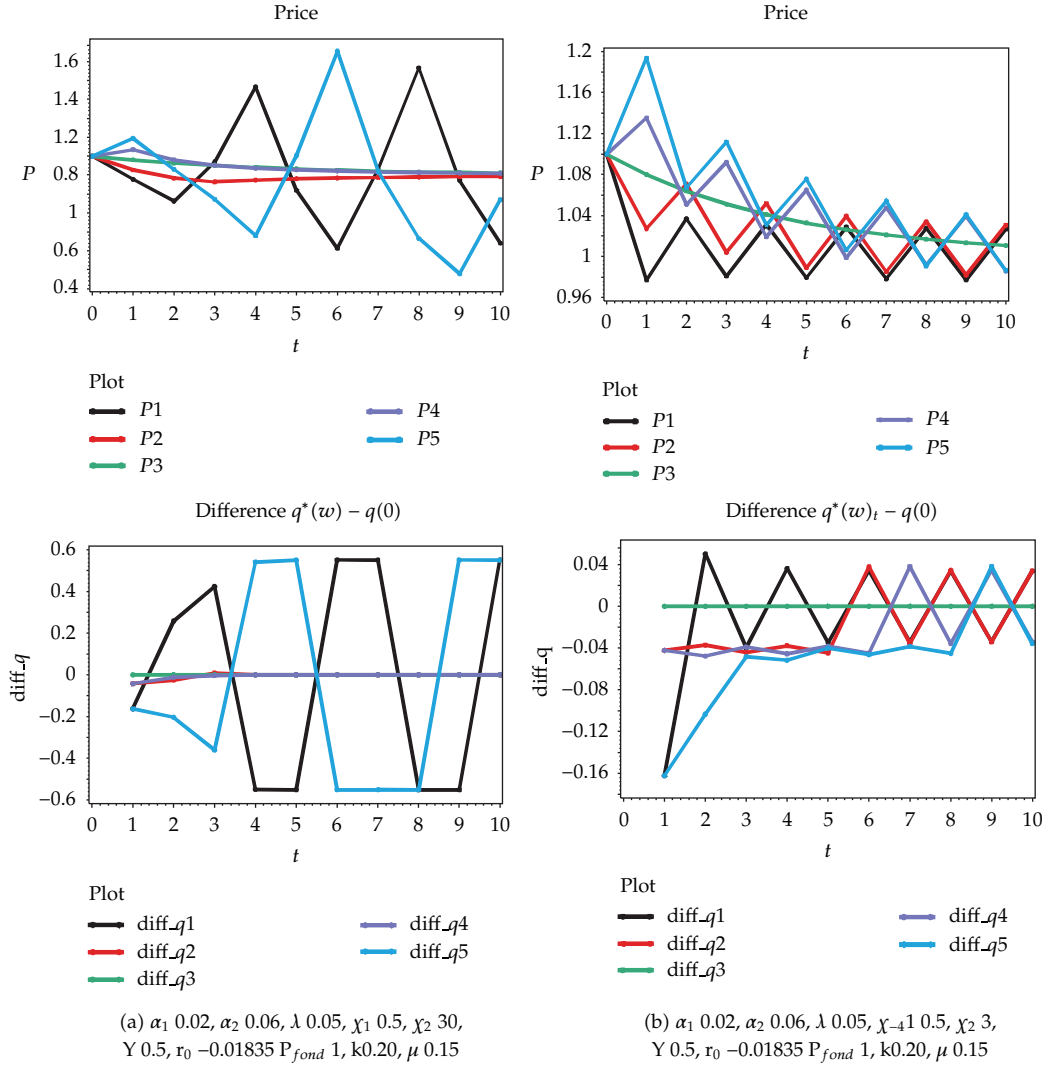 Price
1.6
1.4
1.2
0.8
1
0.6
0.4
P
0 1 2 3 4 5 6 7 8 9 10
t
Plot
P1
P2
P3
P4
P5
Price
1.2
1.16
1.12
1.08
1.04
1
0.96
P
0 1 2 3 4 5 6 7 8 9 10
t
Plot
P1
P2
P3
P4
P5
Difference q*(w) − q(0)
0.6
0.4
0.2
0
−0.2
−0.4
−0.6
diff_q
0 1 2 3 4 5 6 7 8 9 10
t
Plot
diff_q1
diff_q2
diff_q3
diff_q4
diff_q5
(a) α₁ 0.02, α₂ 0.06, λ 0.05, χ₁ 0.5, χ₂ 30,
Υ 0.5, r₀ −0.01835 P_fond 1, k0.20, μ 0.15
Difference q*(w)ₜ − q(0)
0.04
0
−0.04
−0.08
−0.12
−0.16
diff_q
0 1 2 3 4 5 6 7 8 9 10
t
Plot
diff_q1
diff_q2
diff_q3
diff_q4
diff_q5
(b) α₁ 0.02, α₂ 0.06, λ 0.05, χ₋₄1 0.5, χ₂ 3,
Υ 0.5, r₀ −0.01835 P_fond 1, k0.20, μ 0.15